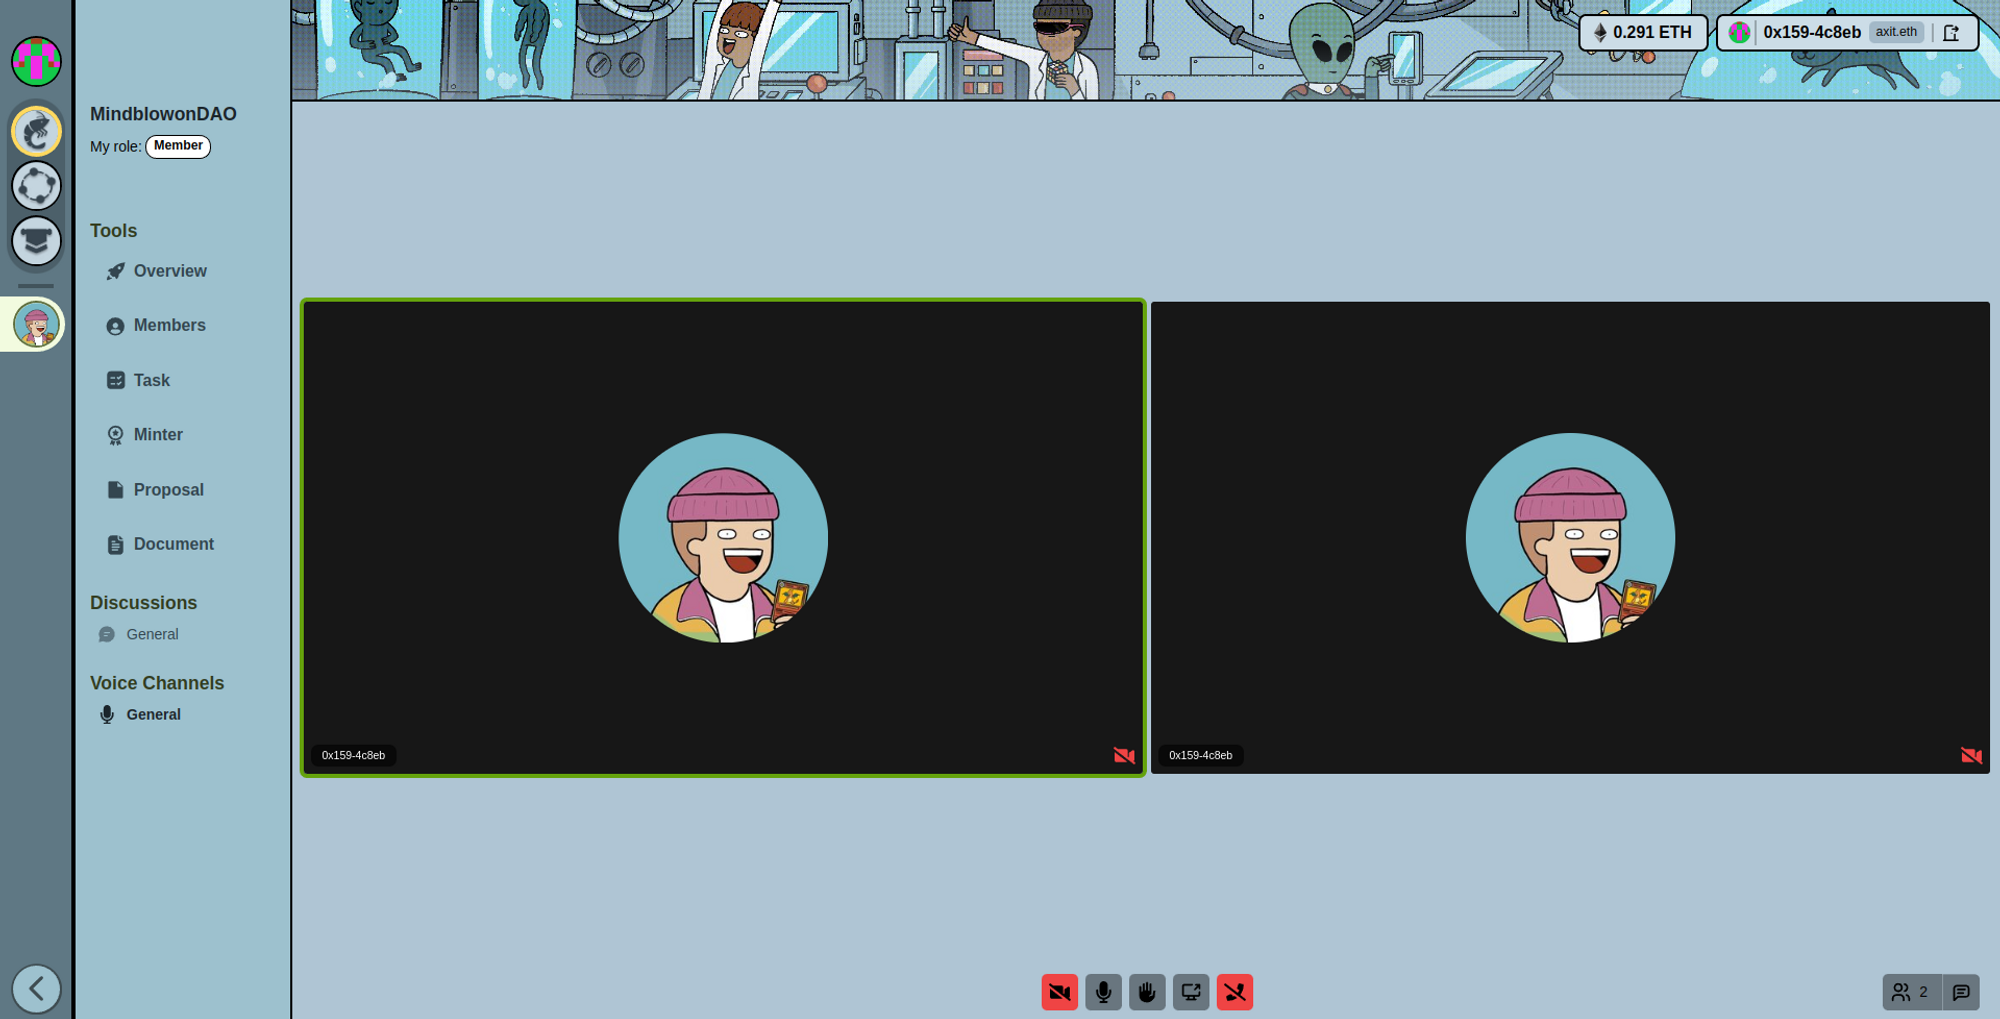 0.291 ETH
0x159-4c8eb axit.eth
MindblowonDAO
My role: Member
Tools
Overview
Members
Task
Minter
Proposal
Document
Discussions
General
Voice Channels
General
0x159-4c8eb
0x159-4c8eb
2